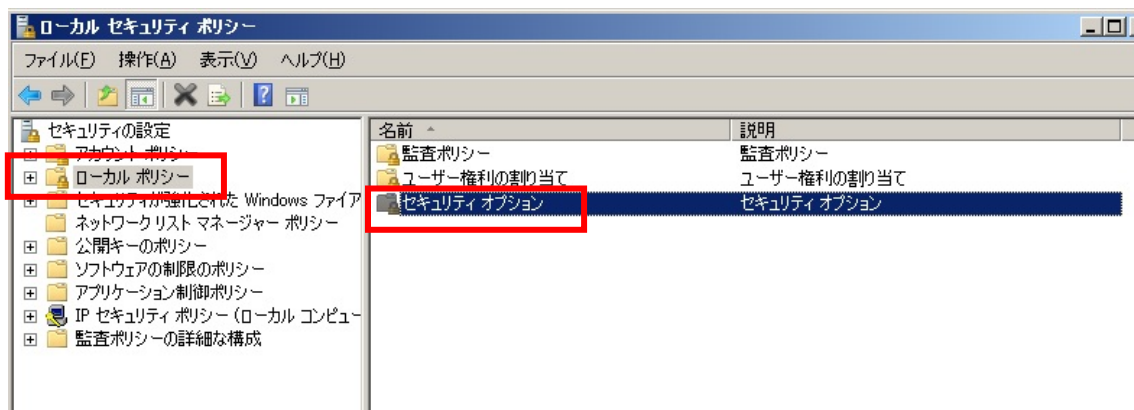 ローカル セキュリティ ポリシー
ファイル(F) 操作(A) 表示(V) ヘルプ(H)
セキュリティの設定
アカウント ポリシー
ローカル ポリシー
セキュリティが強化された Windows ファイア
ネットワーク リスト マネージャー ポリシー
公開キーのポリシー
ソフトウェアの制限のポリシー
アプリケーション制御ポリシー
IP セキュリティ ポリシー (ローカル コンピュー
監査ポリシーの詳細な構成
名前 説明
監査ポリシー 監査ポリシー
ユーザー権利の割り当て ユーザー権利の割り当て
セキュリティ オプション セキュリティ オプション